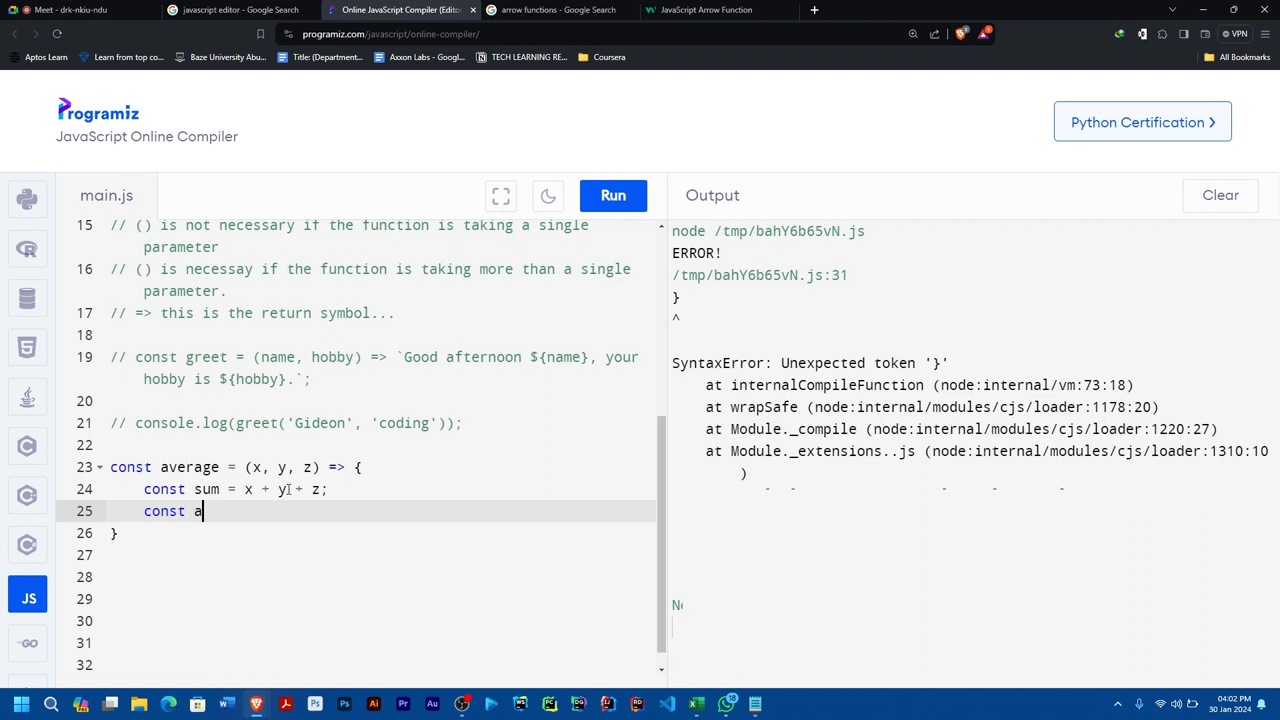 Meet - drk-nkiu-ndu
javascript editor - Google Search
Online JavaScript Compiler (Editor
arrow functions - Google Search
JavaScript Arrow Function
programiz.com/javascript/online-compiler/
VPN
Aptos Learn
Learn from top co...
Baze University Abu...
Title: (Department...
Axxon Labs - Googl...
TECH LEARNING RE...
Coursera
All Bookmarks
Programiz
JavaScript Online Compiler
Python Certification >
main.js
Run
Output
Clear
15 // () is not necessary if the function is taking a single
parameter
16 // () is necessay if the function is taking more than a single
parameter.
17 // => this is the return symbol...
18
19 // const greet = (name, hobby) => `Good afternoon ${name}, your
hobby is ${hobby}.`;
20
21 // console.log(greet('Gideon', 'coding'));
22
23 const average = (x, y, z) => {
24 const sum = x + y + z;
25 const a
26 }
27
28
29
30
31
32
node /tmp/bahY6b65vN.js
ERROR!
/tmp/bahY6b65vN.js:31
}
^
SyntaxError: Unexpected token '}'
at internalCompileFunction (node:internal/vm:73:18)
at wrapSafe (node:internal/modules/cjs/loader:1178:20)
at Module._compile (node:internal/modules/cjs/loader:1220:27)
at Module._extensions..js (node:internal/modules/cjs/loader:1310:10
)
JS
GO
04:02 PM
30 Jan 2024